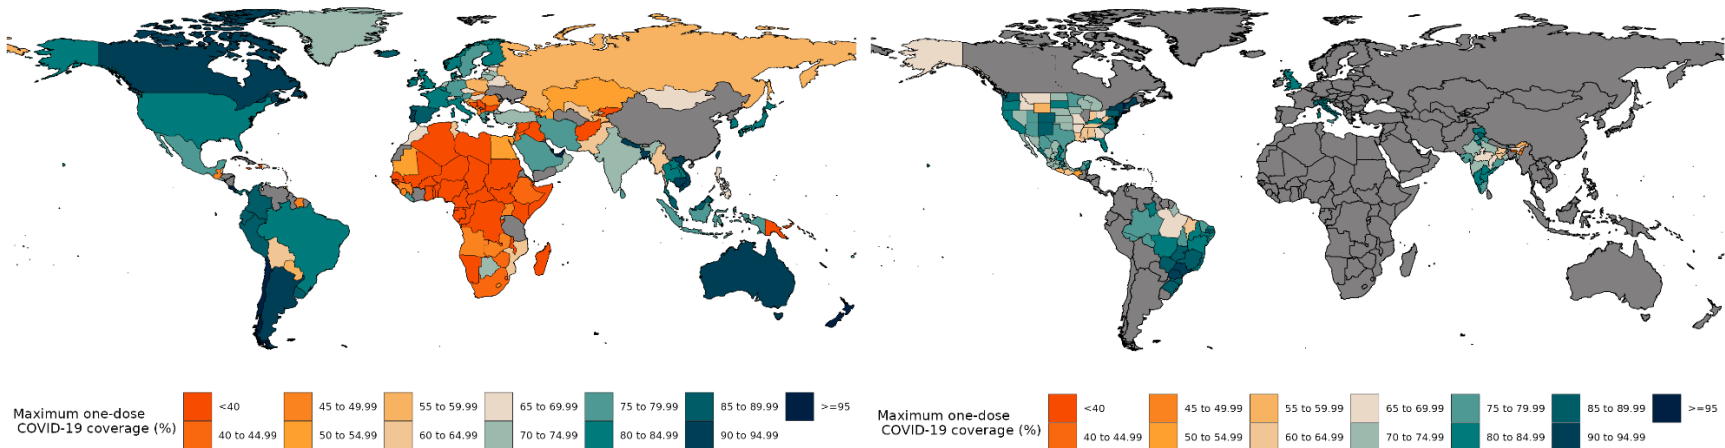 Maximum one-dose
COVID-19 coverage (%)
<40
45 to 49.99
55 to 59.99
65 to 69.99
75 to 79.99
85 to 89.99
>=95
40 to 44.99
50 to 54.99
60 to 64.99
70 to 74.99
80 to 84.99
90 to 94.99
Maximum one-dose
COVID-19 coverage (%)
<40
45 to 49.99
55 to 59.99
65 to 69.99
75 to 79.99
85 to 89.99
>=95
40 to 44.99
50 to 54.99
60 to 64.99
70 to 74.99
80 to 84.99
90 to 94.99